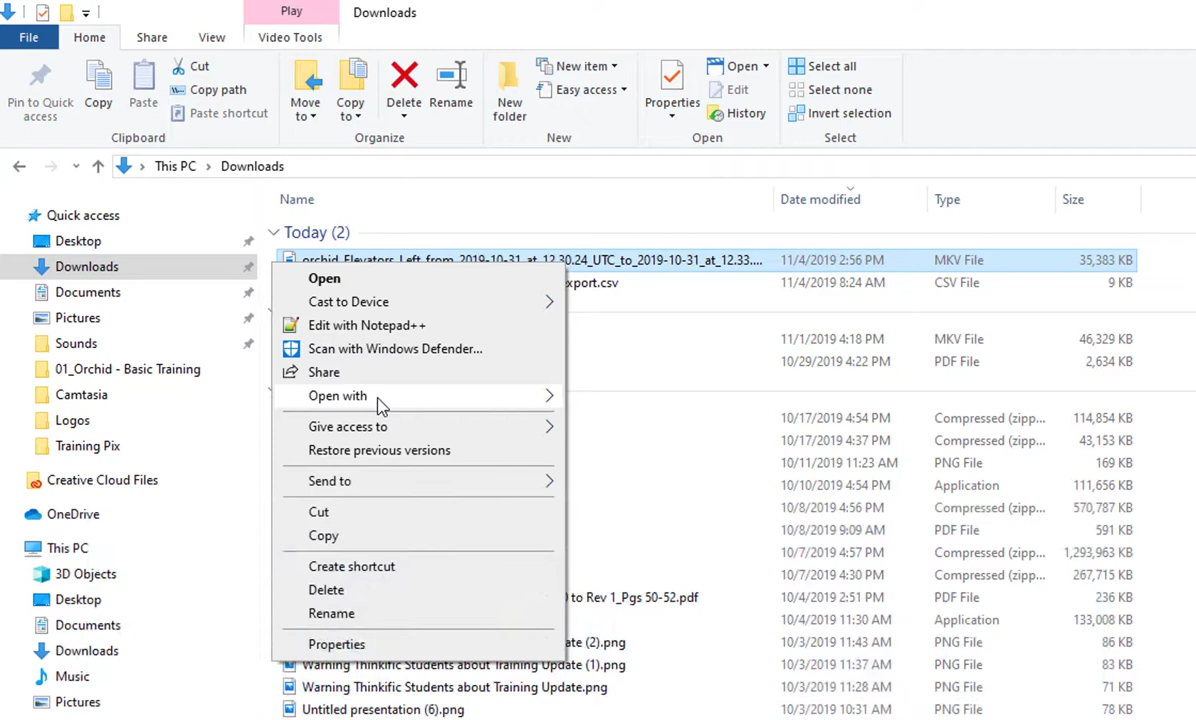 Play
Downloads
File
Home
Share
View
Video Tools
Pin to Quick access
Copy
Paste
Cut
Copy path
Paste shortcut
Clipboard
Move to
Copy to
Delete
Rename
Organize
New folder
New item
Easy access
New
Properties
Open
Edit
History
Open
Select all
Select none
Invert selection
Select
This PC
Downloads
Name
Date modified
Type
Size
Quick access
Desktop
Downloads
Documents
Pictures
Sounds
01_Orchid - Basic Training
Camtasia
Logos
Training Pix
Creative Cloud Files
OneDrive
This PC
3D Objects
Desktop
Documents
Downloads
Music
Pictures
Today (2)
orchid_Elevators_Left_from_2019-10-31_at_12.30.24_UTC_to_2019-10-31_at_12.33.... 11/4/2019 2:56 PM MKV File 35,383 KB
xport.csv 11/4/2019 8:24 AM CSV File 9 KB
11/1/2019 4:18 PM MKV File 46,329 KB
10/29/2019 4:22 PM PDF File 2,634 KB
10/17/2019 4:54 PM Compressed (zipp... 114,854 KB
10/17/2019 4:37 PM Compressed (zipp... 43,153 KB
10/11/2019 11:23 AM PNG File 169 KB
10/10/2019 4:54 PM Application 111,656 KB
10/8/2019 4:56 PM Compressed (zipp... 570,787 KB
10/8/2019 9:09 AM PDF File 591 KB
10/7/2019 4:57 PM Compressed (zipp... 1,293,963 KB
10/7/2019 4:30 PM Compressed (zipp... 267,715 KB
0 to Rev 1_Pgs 50-52.pdf 10/4/2019 2:51 PM PDF File 236 KB
10/4/2019 11:30 AM Application 133,008 KB
te (2).png 10/3/2019 11:43 AM PNG File 86 KB
Warning Thinkific Students about Training Update (1).png 10/3/2019 11:37 AM PNG File 83 KB
Warning Thinkific Students about Training Update.png 10/3/2019 11:28 AM PNG File 71 KB
Untitled presentation (6).png 10/3/2019 10:31 AM PNG File 78 KB
Open
Cast to Device
Edit with Notepad++
Scan with Windows Defender...
Share
Open with
Give access to
Restore previous versions
Send to
Cut
Copy
Create shortcut
Delete
Rename
Properties